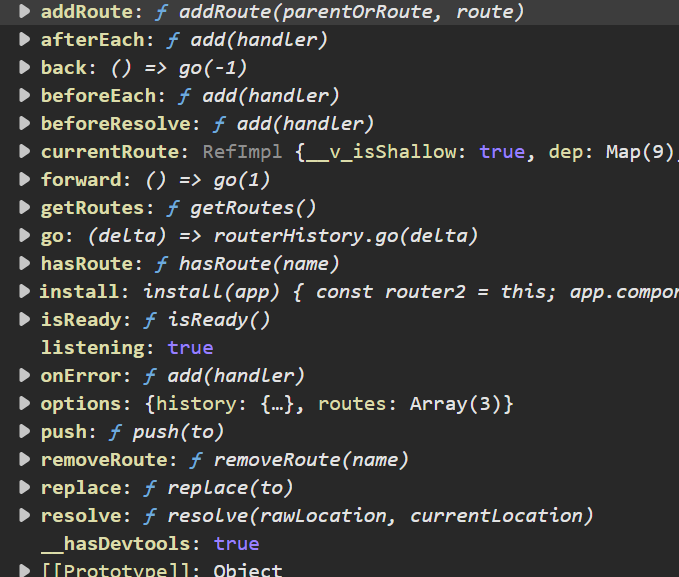 addRoute: ƒ addRoute(parentOrRoute, route)
afterEach: ƒ add(handler)
back: () => go(-1)
beforeEach: ƒ add(handler)
beforeResolve: ƒ add(handler)
currentRoute: RefImpl {__v_isShallow: true, dep: Map(9),
forward: () => go(1)
getRoutes: ƒ getRoutes()
go: (delta) => routerHistory.go(delta)
hasRoute: ƒ hasRoute(name)
install: install(app) { const router2 = this; app.compon
isReady: ƒ isReady()
listening: true
onError: ƒ add(handler)
options: {history: {…}, routes: Array(3)}
push: ƒ push(to)
removeRoute: ƒ removeRoute(name)
replace: ƒ replace(to)
resolve: ƒ resolve(rawLocation, currentLocation)
__hasDevtools: true
[[Prototype]]: Object